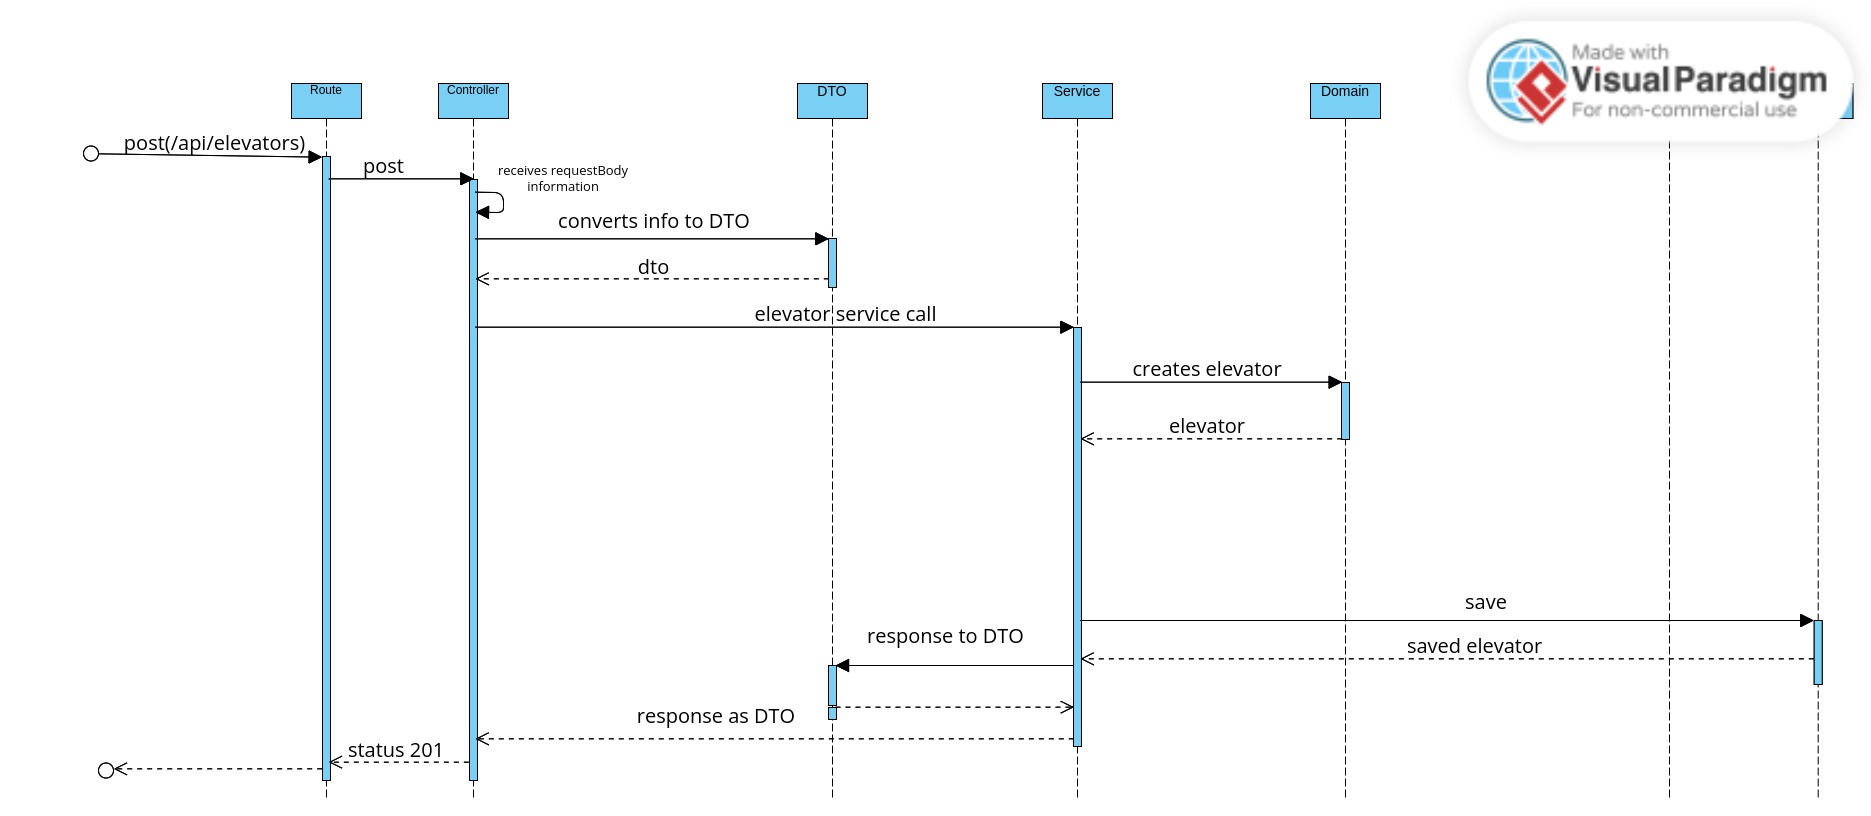 Made with
Visual Paradigm
For non-commercial use
Route
Controller
DTO
Service
Domain
post(/api/elevators)
post
receives requestBody
information
converts info to DTO
dto
elevator service call
creates elevator
elevator
save
response to DTO
saved elevator
response as DTO
status 201